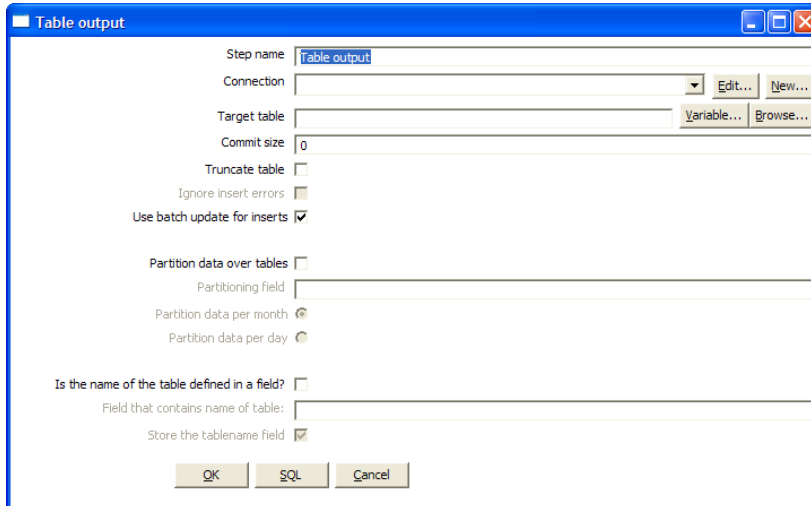 Table output
Step name Table output
Connection Edit... New...
Target table Variable... Browse...
Commit size 0
Truncate table
Ignore insert errors
Use batch update for inserts
Partition data over tables
Partitioning field
Partition data per month
Partition data per day
Is the name of the table defined in a field?
Field that contains name of table:
Store the tablename field
OK SQL Cancel